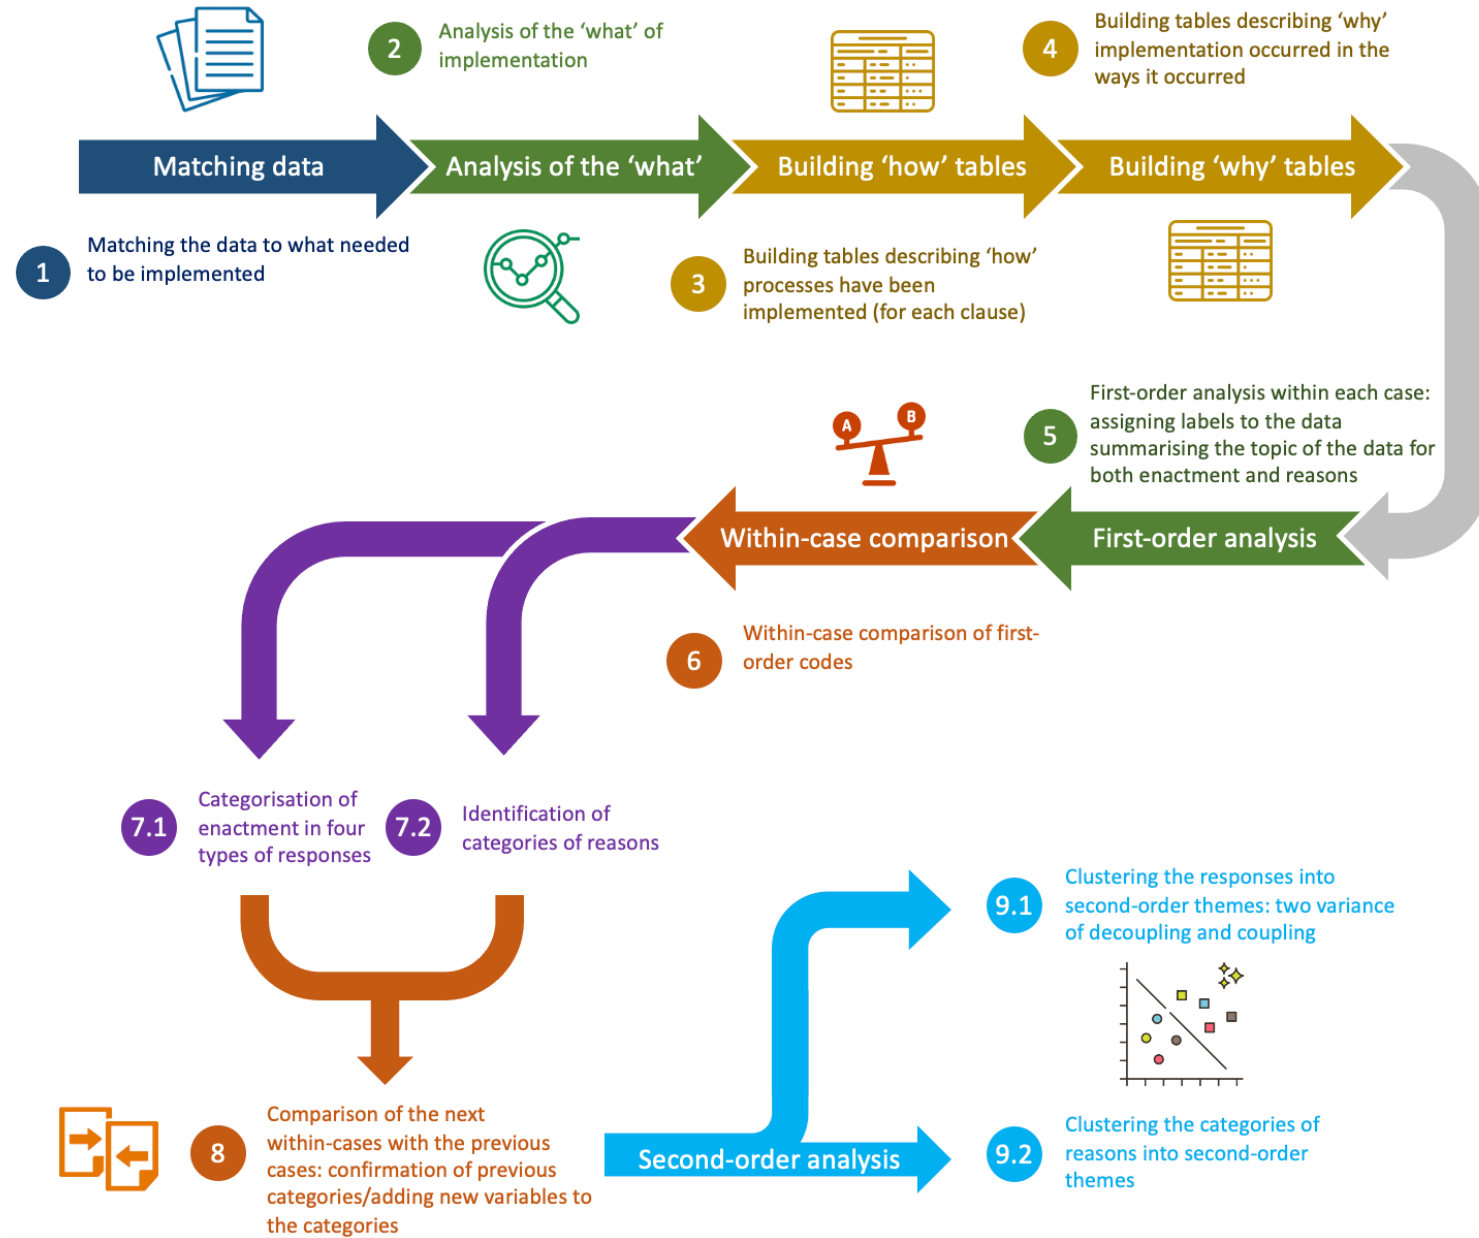 2
Analysis of the ‘what’ of
implementation
4
Building tables describing ‘why’
implementation occurred in the
ways it occurred
Matching data
Analysis of the ‘what’
Building ‘how’ tables
Building ‘why’ tables
1
Matching the data to what needed
to be implemented
3
Building tables describing ‘how’
processes have been
implemented (for each clause)
5
First-order analysis within each case:
assigning labels to the data
summarising the topic of the data for
both enactment and reasons
A
B
Within-case comparison
First-order analysis
6
Within-case comparison of first-
order codes
7.1
Categorisation of
enactment in four
types of responses
7.2
Identification of
categories of reasons
9.1
Clustering the responses into
second-order themes: two variance
of decoupling and coupling
8
Comparison of the next
within-cases with the previous
cases: confirmation of previous
categories/adding new variables to
the categories
Second-order analysis
9.2
Clustering the categories of
reasons into second-order
themes